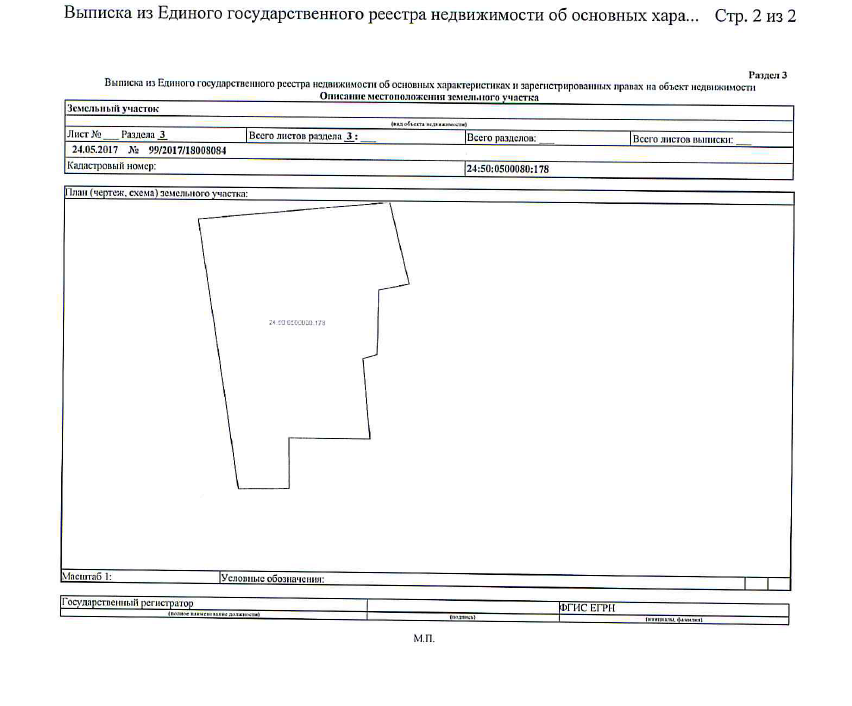 Выписка из Единого государственного реестра недвижимости об основных хара... Стр. 2 из 2
Раздел 3
Выписка из Единого государственного реестра недвижимости об основных характеристиках и зарегистрированных правах на объект недвижимости
Описание местоположения земельного участка
Земельный участок
(вид объекта недвижимости)
Лист № ___ Раздела 3 Всего листов раздела 3 : ___ Всего разделов: ___ Всего листов выписки: ___
24.05.2017 № 99/2017/18008084
Кадастровый номер: 24:50:0500080:178
План (чертеж, схема) земельного участка:
24:50:0500080:178
Масштаб 1: Условные обозначения:
Государственный регистратор ФГИС ЕГРН
(полное наименование должности) (подпись) (инициалы, фамилия)
М.П.